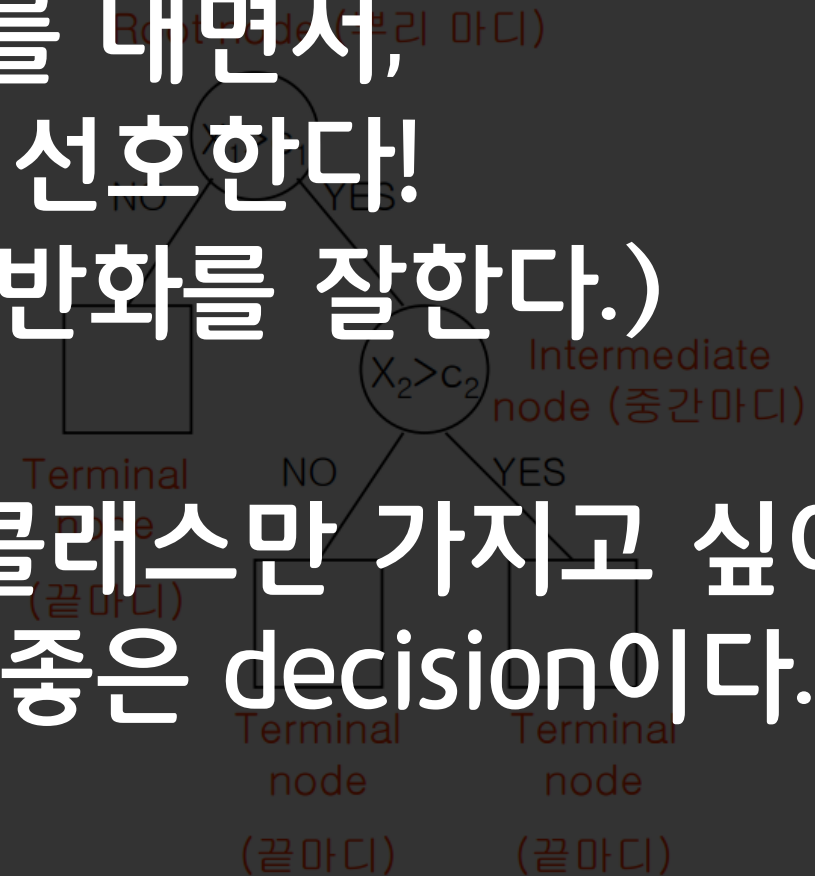 Root node (뿌리 마디)
를 내면서,
선호한다!
NO YES
반화를 잘한다.)
X₂>c₂
Intermediate
node (중간마디)
NO YES
Terminal
node
(끝마디)
클래스만 가지고
좋은 decision이다.
Terminal Terminal
node node
(끝마디) (끝마디)